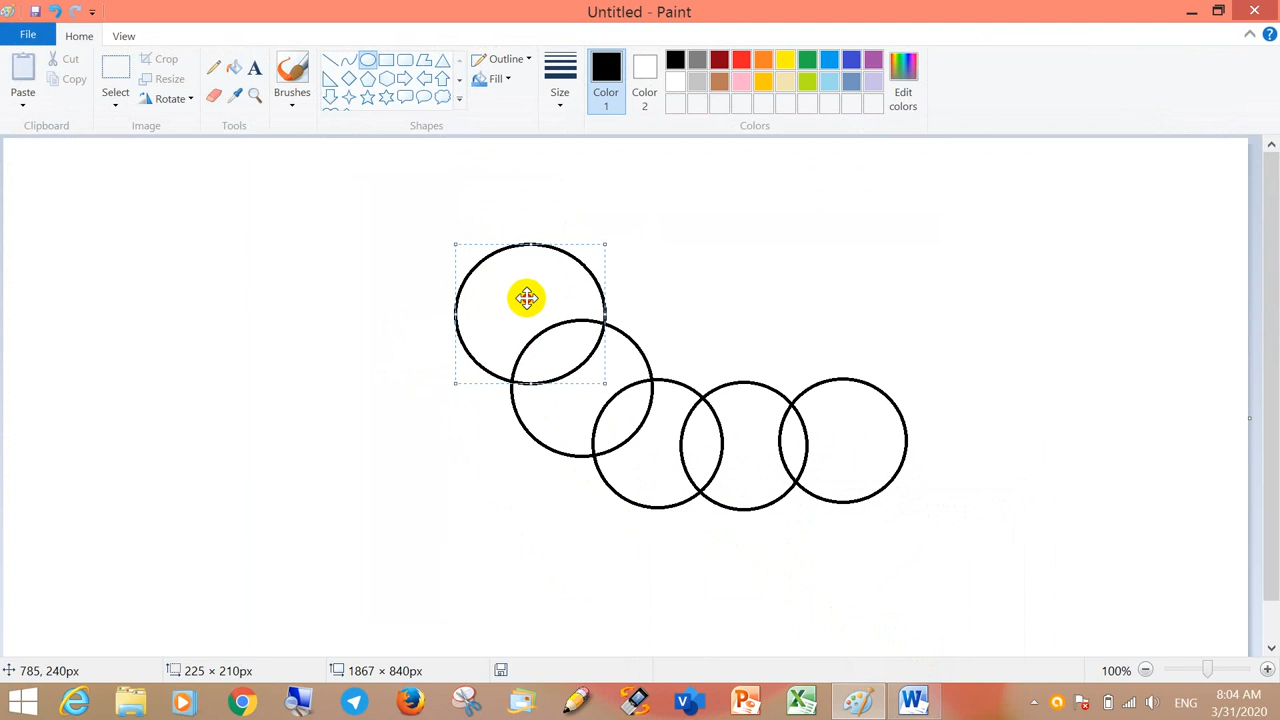 Untitled - Paint
File
Home
View
Paste
Cut
Copy
Clipboard
Select
Crop
Resize
Rotate
Image
A
Tools
Brushes
Outline
Fill
Shapes
Size
Color
1
Color
2
Edit
colors
Colors
785, 240px
225 × 210px
1867 × 840px
100%
ENG
8:04 AM
3/31/2020